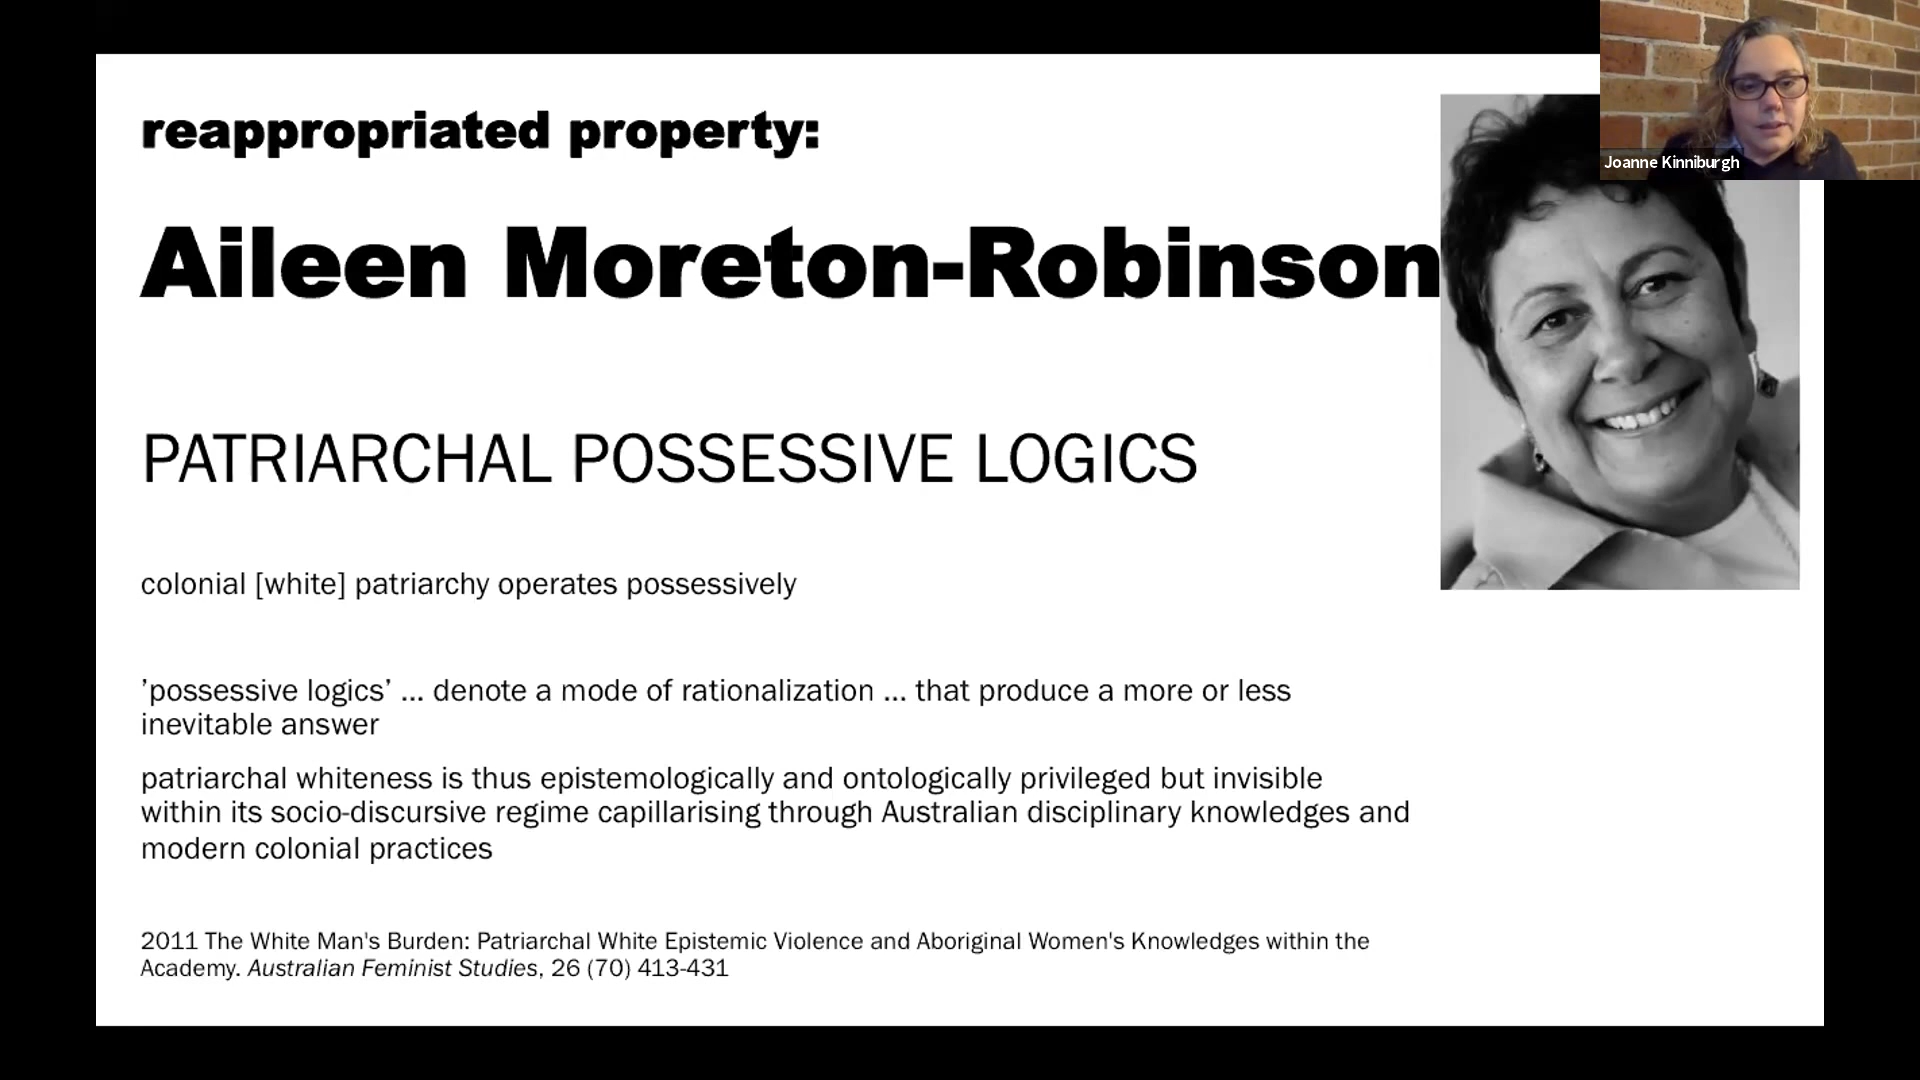 reappropriated property:
Aileen Moreton-Robinson
PATRIARCHAL POSSESSIVE LOGICS
colonial [white] patriarchy operates possessively
’possessive logics’ ... denote a mode of rationalization ... that produce a more or less
inevitable answer
patriarchal whiteness is thus epistemologically and ontologically privileged but invisible
within its socio-discursive regime capillarising through Australian disciplinary knowledges and
modern colonial practices
2011 The White Man's Burden: Patriarchal White Epistemic Violence and Aboriginal Women's Knowledges within the
Academy. Australian Feminist Studies, 26 (70) 413-431
Joanne Kinniburgh